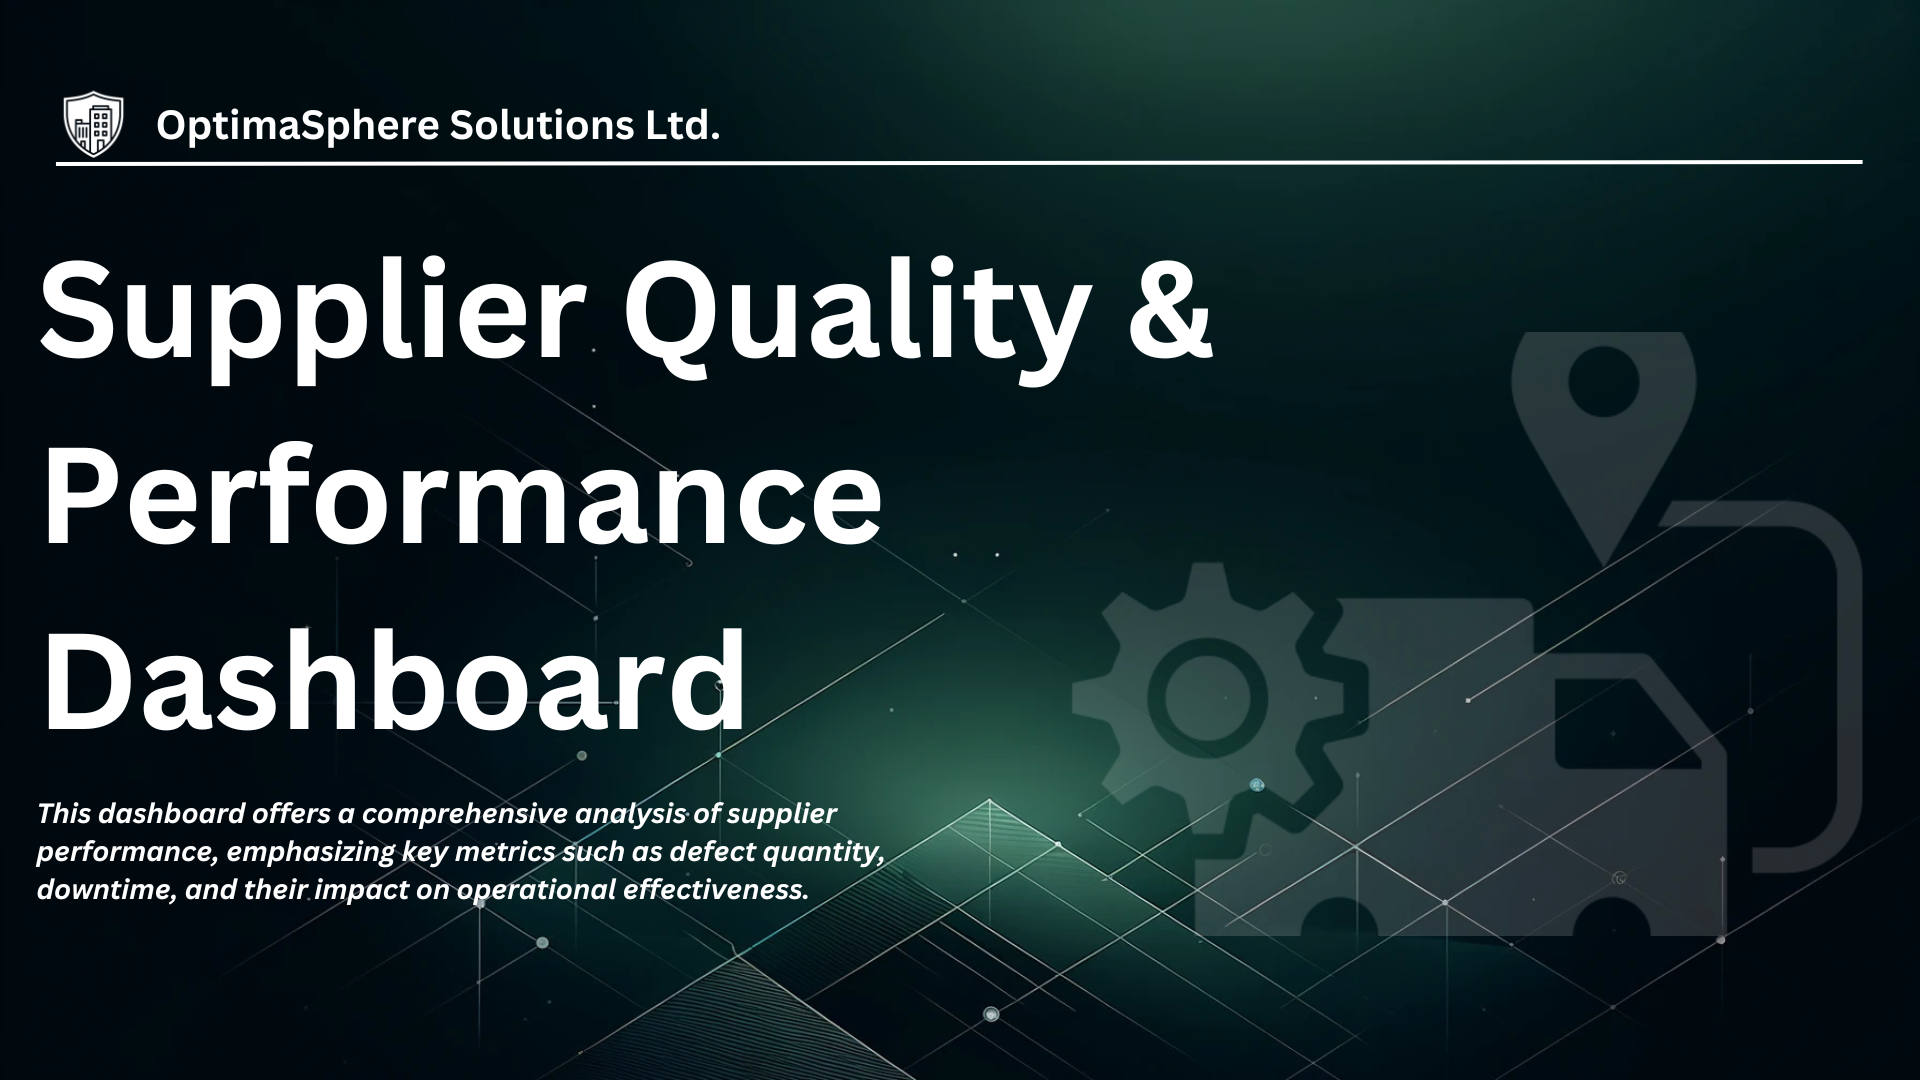 OptimaSphere Solutions Ltd.
Supplier Quality &
Performance
Dashboard
This dashboard offers a comprehensive analysis of supplier
performance, emphasizing key metrics such as defect quantity,
downtime, and their impact on operational effectiveness.